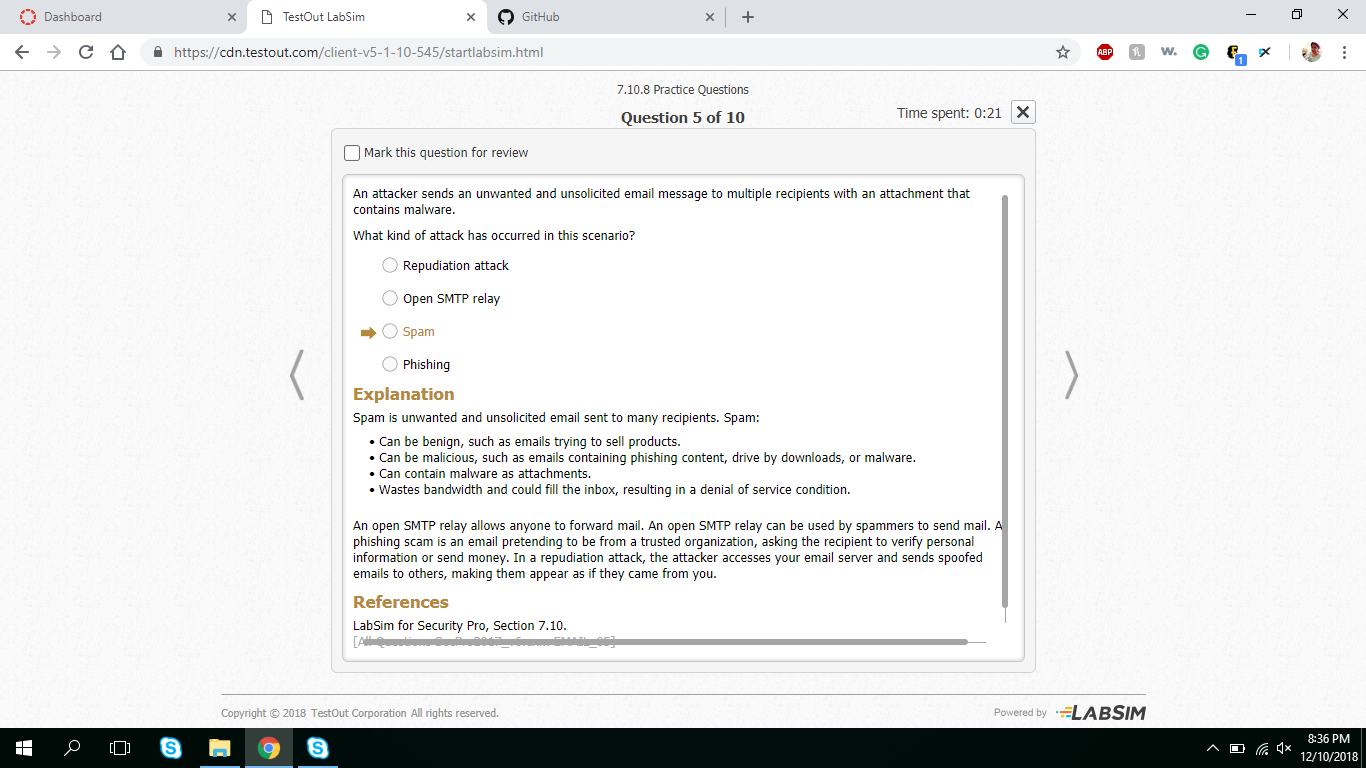 Dashboard
TestOut LabSim
GitHub
https://cdn.testout.com/client-v5-1-10-545/startlabsim.html
ABP
w.
1
7.10.8 Practice Questions
Question 5 of 10
Time spent: 0:21
Mark this question for review
An attacker sends an unwanted and unsolicited email message to multiple recipients with an attachment that
contains malware.
What kind of attack has occurred in this scenario?
Repudiation attack
Open SMTP relay
Spam
Phishing
Explanation
Spam is unwanted and unsolicited email sent to many recipients. Spam:
• Can be benign, such as emails trying to sell products.
• Can be malicious, such as emails containing phishing content, drive by downloads, or malware.
• Can contain malware as attachments.
• Wastes bandwidth and could fill the inbox, resulting in a denial of service condition.
An open SMTP relay allows anyone to forward mail. An open SMTP relay can be used by spammers to send mail. A
phishing scam is an email pretending to be from a trusted organization, asking the recipient to verify personal
information or send money. In a repudiation attack, the attacker accesses your email server and sends spoofed
emails to others, making them appear as if they came from you.
References
LabSim for Security Pro, Section 7.10.
[All Questions
Copyright © 2018 TestOut Corporation All rights reserved.
Powered by LABSIM
8:36 PM
12/10/2018